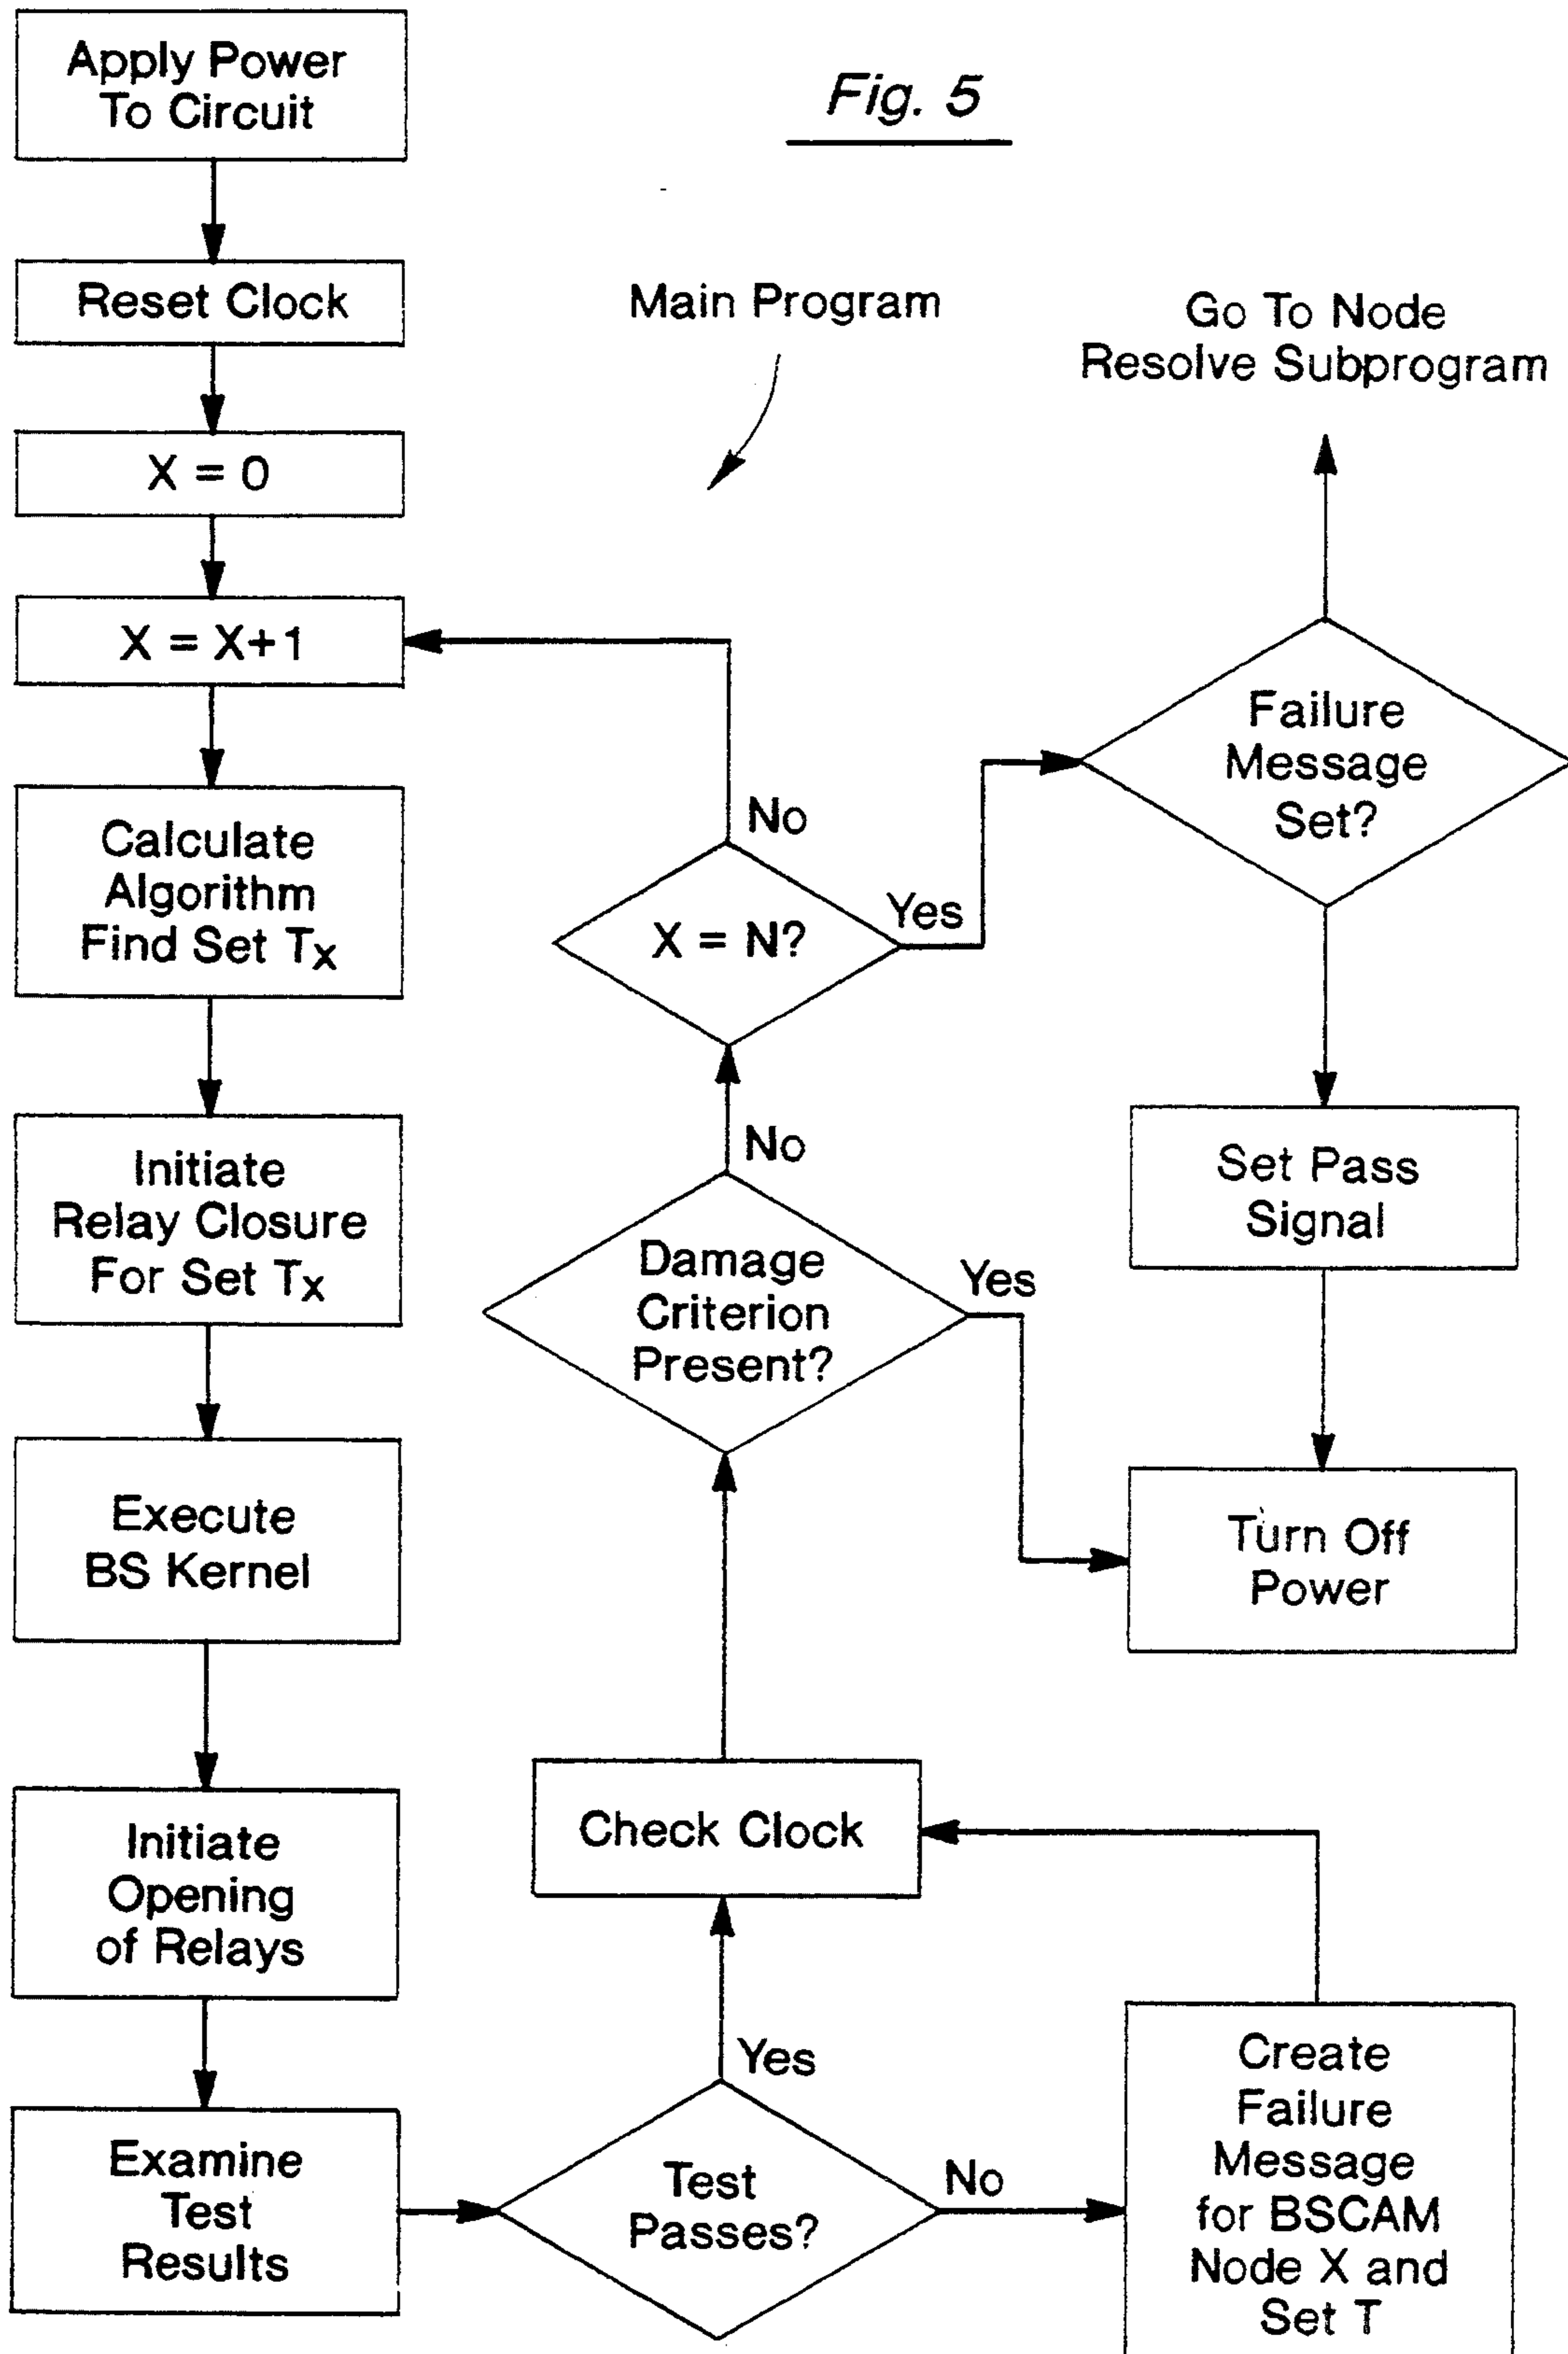 Fig. 5
Apply Power
To Circuit
Reset Clock
X = 0
X = X+1
Calculate
Algorithm
Find Set Tx
Initiate
Relay Closure
For Set Tx
Execute
BS Kernel
Initiate
Opening
of Relays
Examine
Test
Results
Main Program
No
X = N?
Yes
No
Damage
Criterion
Present?
Yes
Check Clock
Yes
Test
Passes?
No
Go To Node
Resolve Subprogram
Failure
Message
Set?
Set Pass
Signal
Turn Off
Power
Create
Failure
Message
for BSCAM
Node X and
Set T